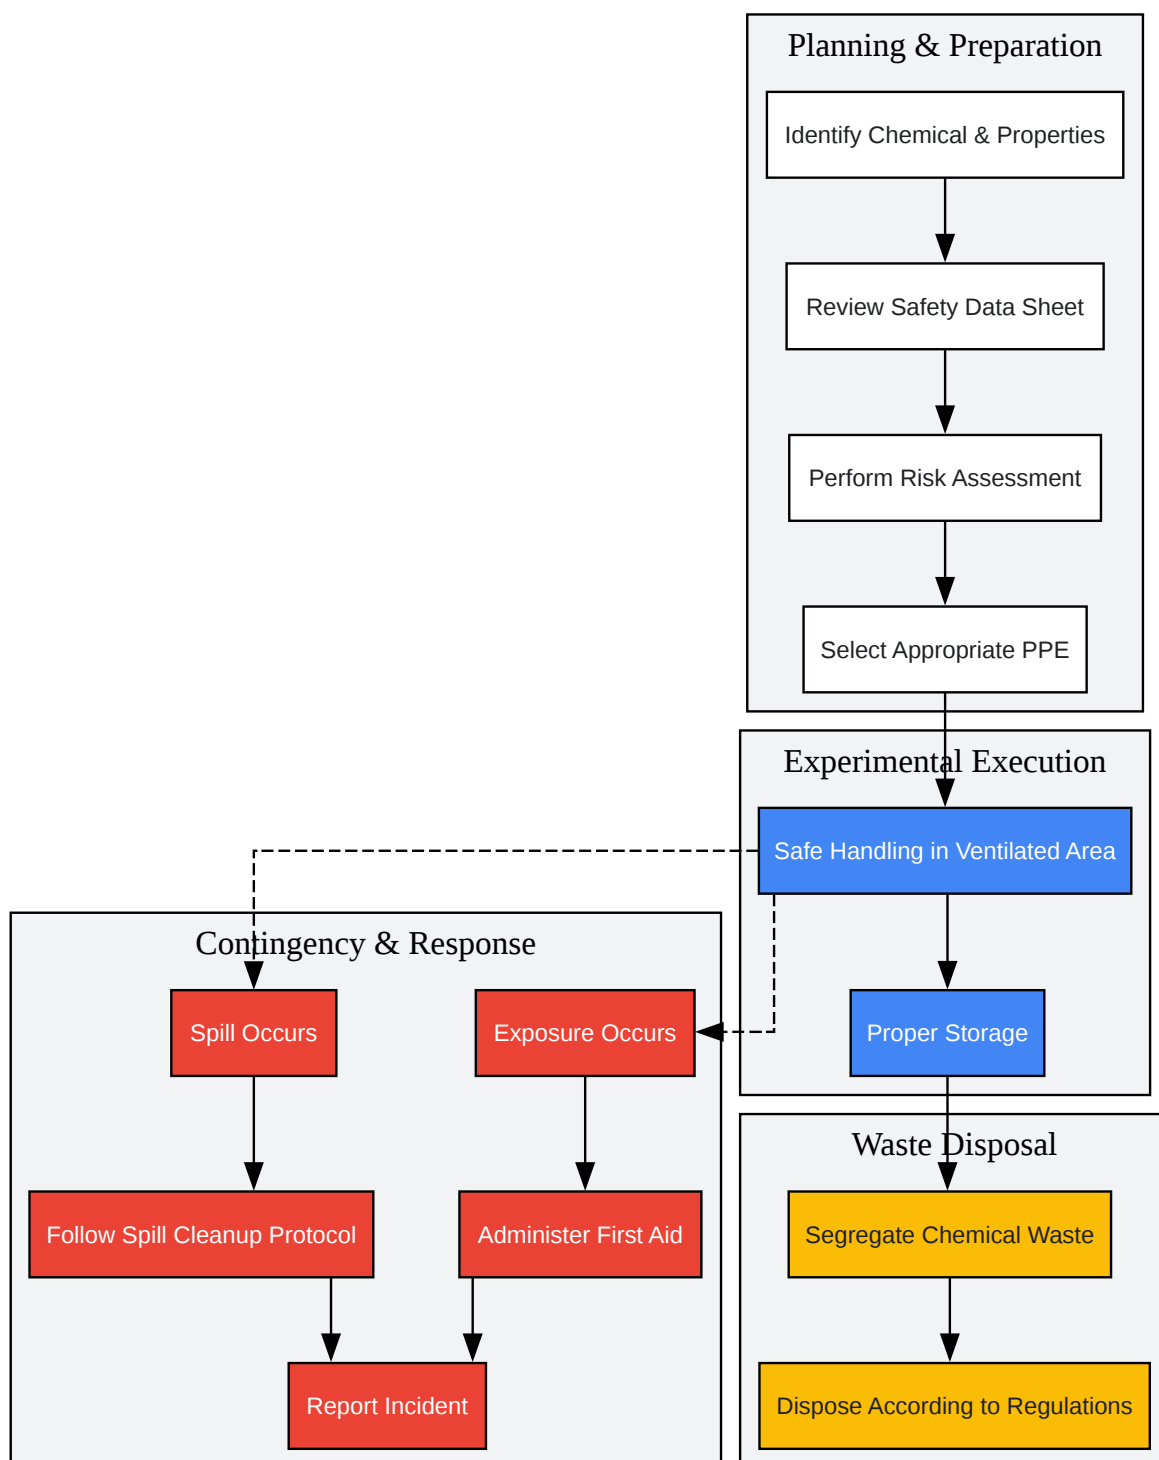 Planning & Preparation
Identify Chemical & Properties
Review Safety Data Sheet
Perform Risk Assessment
Select Appropriate PPE
Experimental Execution
Safe Handling in Ventilated Area
Proper Storage
Contingency & Response
Spill Occurs
Exposure Occurs
Follow Spill Cleanup Protocol
Administer First Aid
Report Incident
Waste Disposal
Segregate Chemical Waste
Dispose According to Regulations